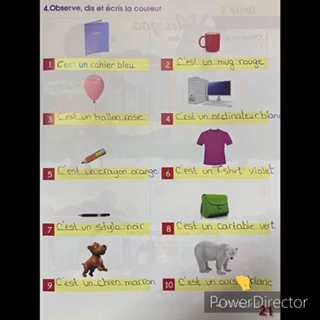 4.Observe, dis et écris la couleur
1 C'est un cahier bleu.
2 C'est un mug rouge
3 C'est un ballon rose
4 C'est un ordinateur blanc
5 C'est un crayon orange
6 C'est un T-shirt violet
7 C'est un stylo noir
8 C'est un cartable vert
9 C'est un chien marron
10 C'est un ours blanc
PowerDirector
21